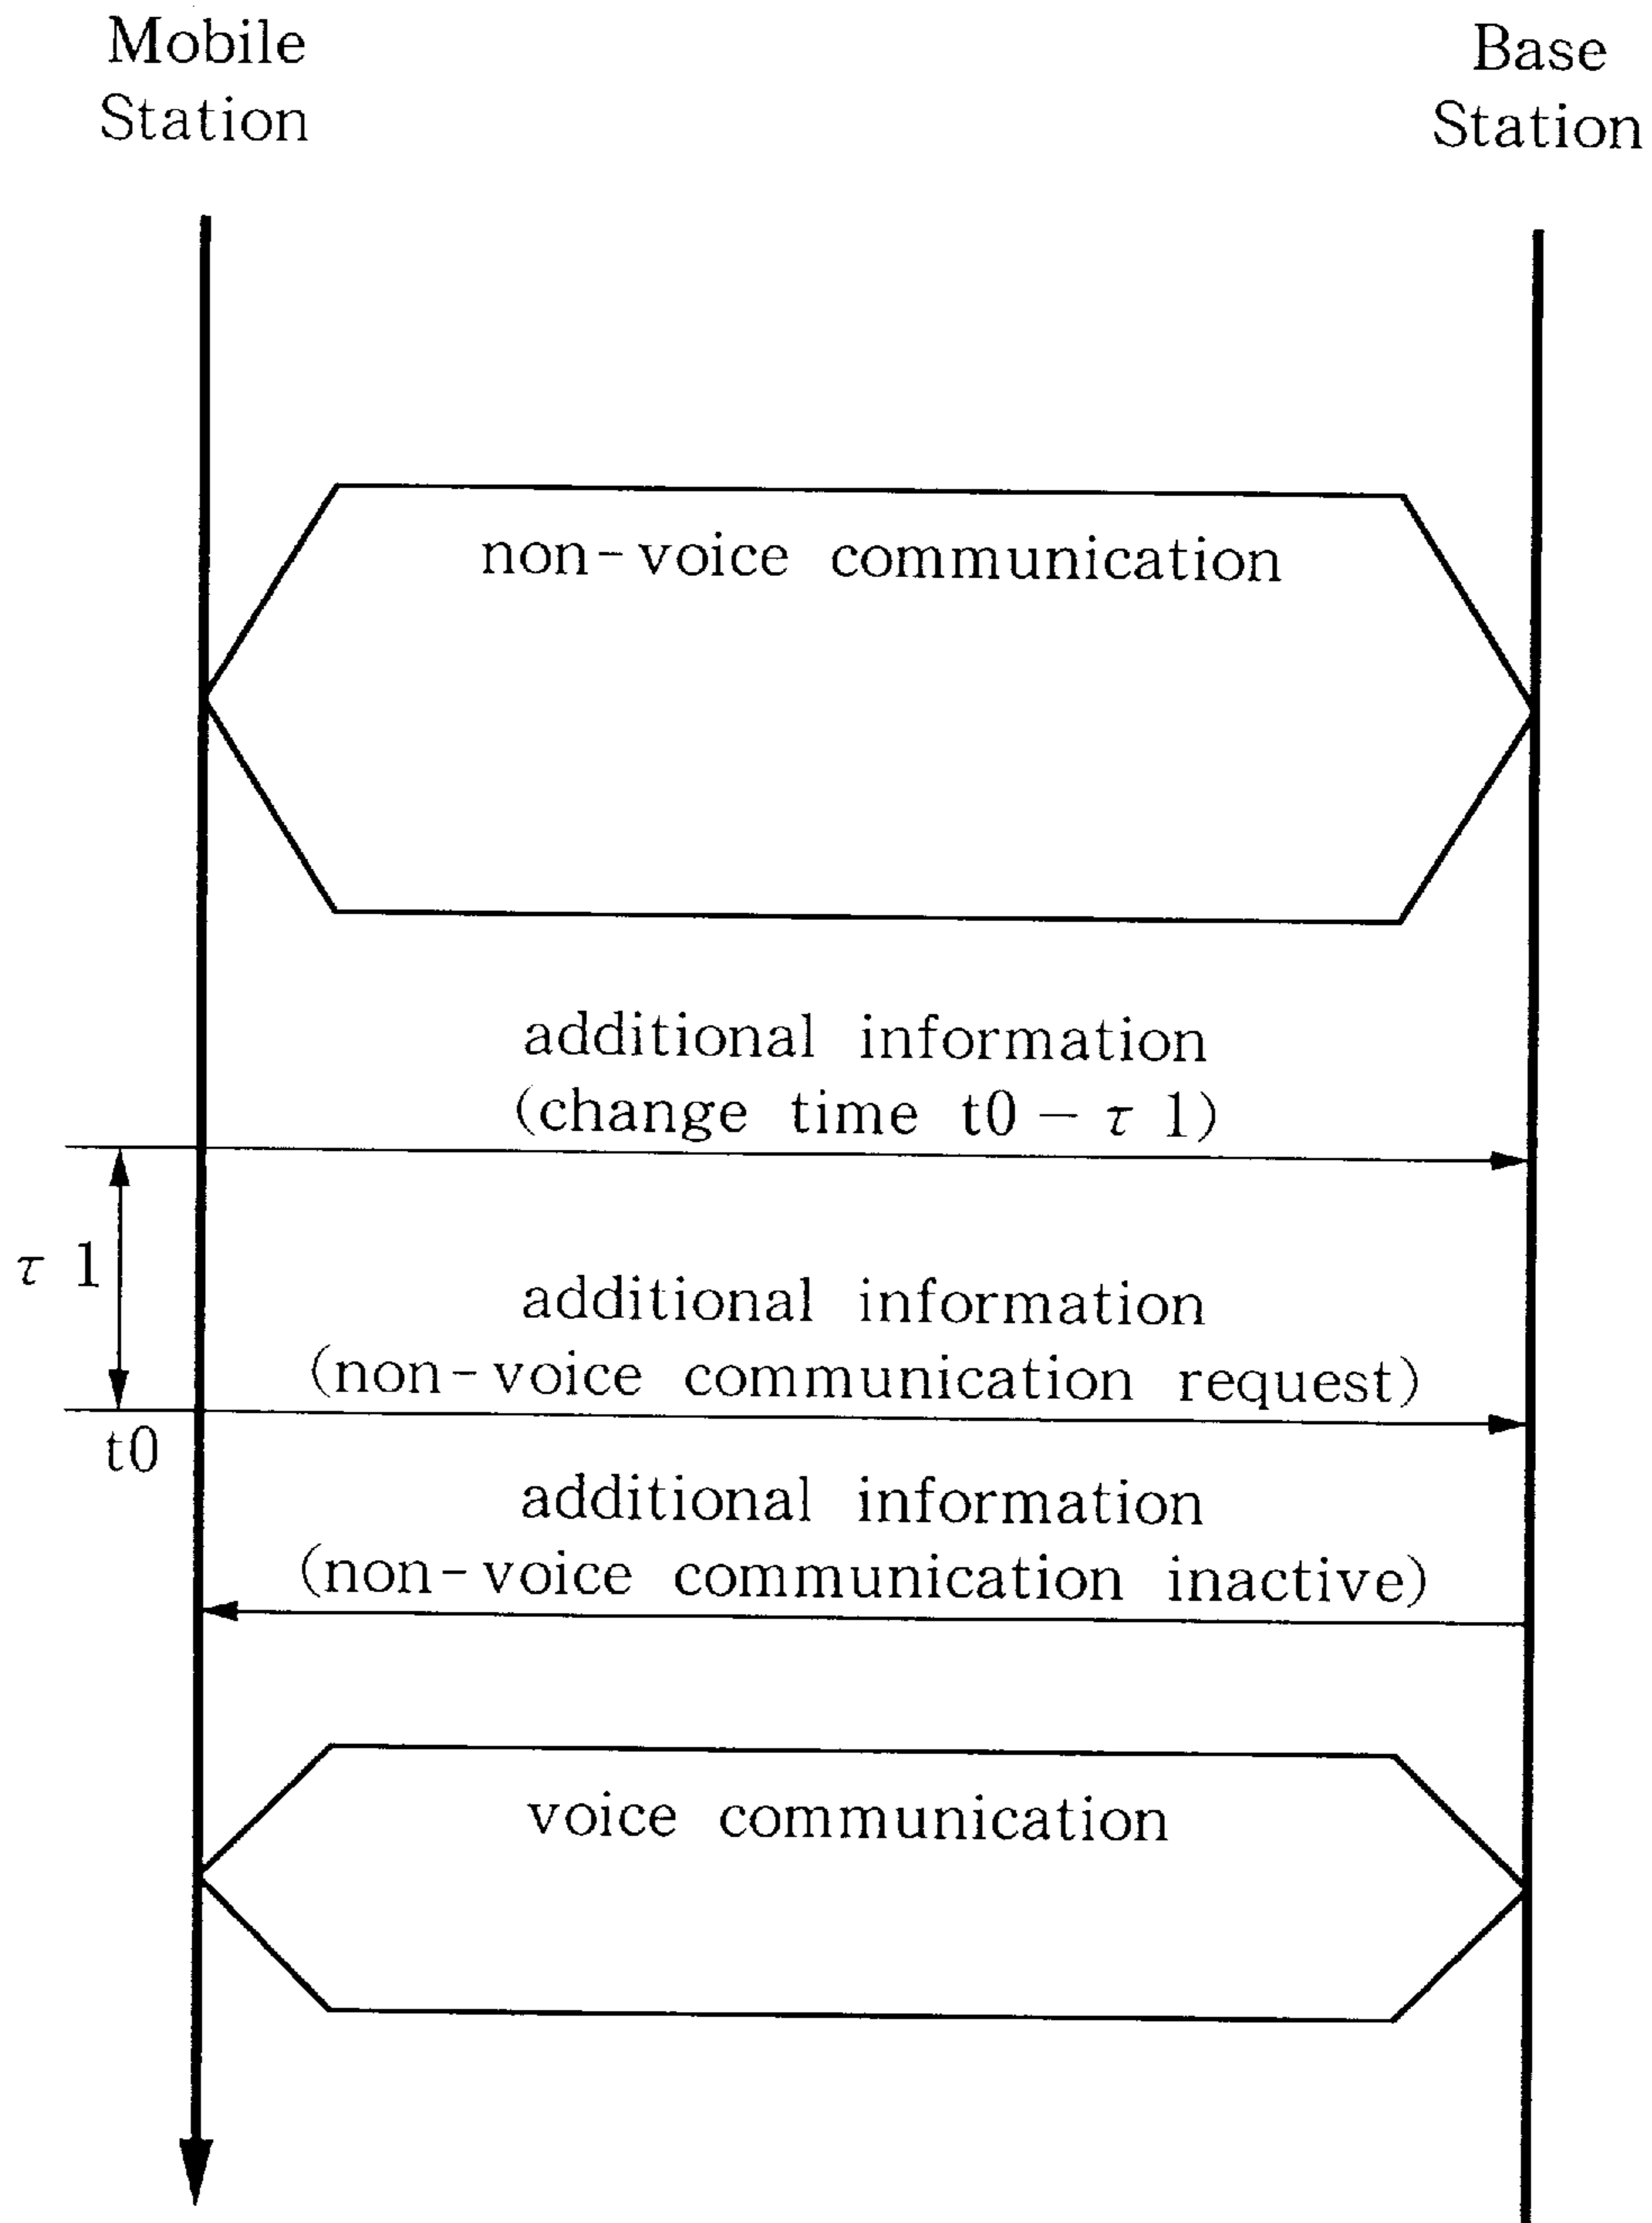 Mobile
Station
Base
Station
non-voice communication
additional information
(change time t0 − τ 1)
τ 1
additional information
(non-voice communication request)
t0
additional information
(non-voice communication inactive)
voice communication